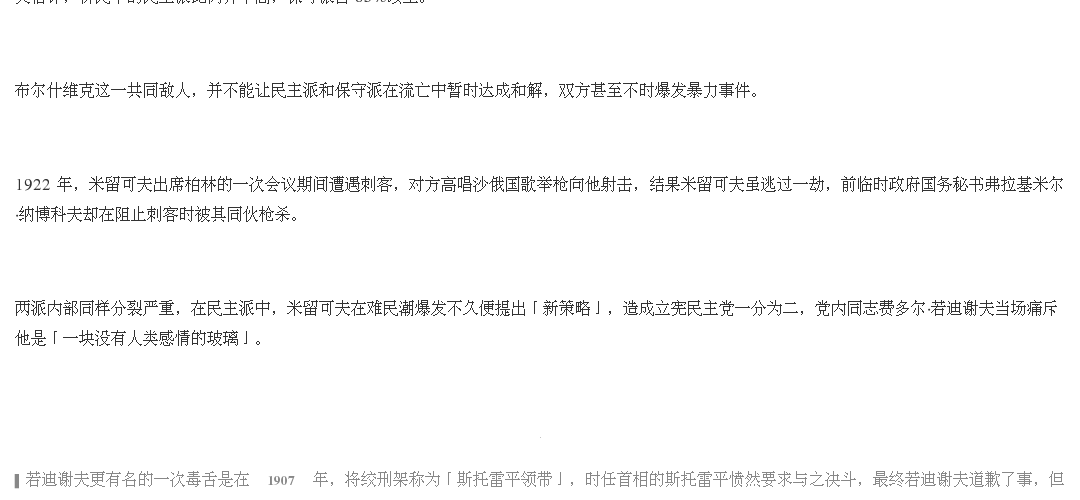 布尔什维克这一共同敌人，并不能让民主派和保守派在流亡中暂时达成和解，双方甚至不时爆发暴力事件。
1922 年，米留可夫出席柏林的一次会议期间遭遇刺客，对方高唱沙俄国歌举枪向他射击，结果米留可夫虽逃过一劫，前临时政府国务秘书弗拉基米尔
·纳博科夫却在阻止刺客时被其同伙枪杀。
两派内部同样分裂严重，在民主派中，米留可夫在难民潮爆发不久便提出「新策略」，造成立宪民主党一分为二，党内同志费多尔·若迪谢夫当场痛斥
他是「一块没有人类感情的玻璃」。
若迪谢夫更有名的一次毒舌是在 1907 年，将绞刑架称为「斯托雷平领带」，时任首相的斯托雷平愤然要求与之决斗，最终若迪谢夫道歉了事，但